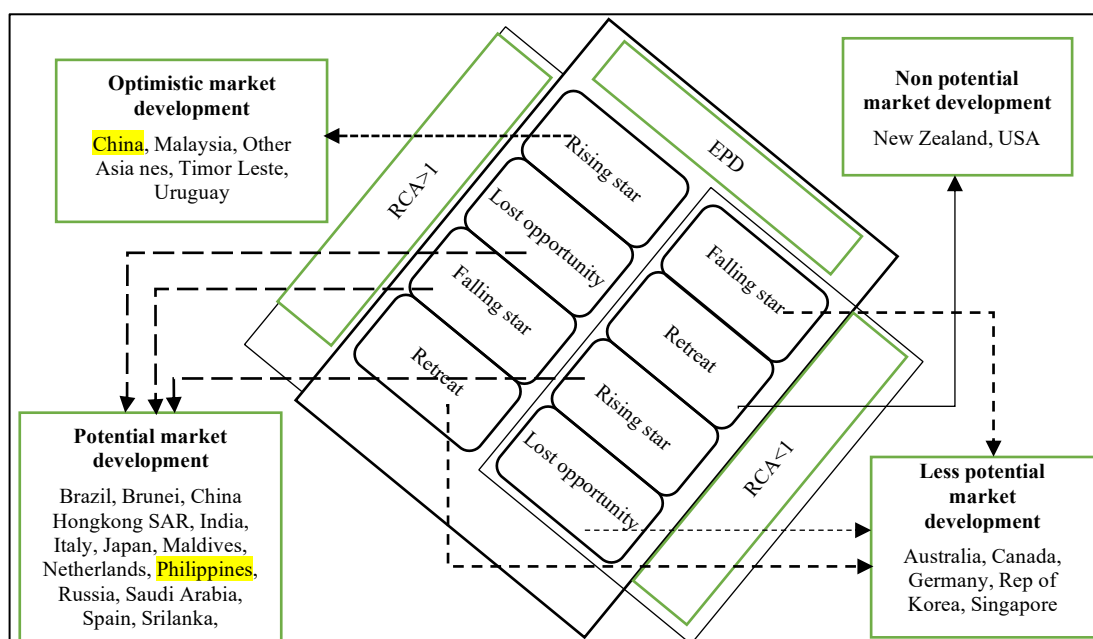 Optimistic market
development
China, Malaysia, Other
Asia nes, Timor Leste,
Uruguay
Non potential
market development
New Zealand, USA
EPD
RCA>1
Rising star
Lost opportunity
Falling star
Retreat
Falling star
Retreat
Rising star
Lost opportunity
RCA<1
Potential market
development
Brazil, Brunei, China
Hongkong SAR, India,
Italy, Japan, Maldives,
Netherlands, Philippines,
Russia, Saudi Arabia,
Spain, Srilanka,
Less potential
market
development
Australia, Canada,
Germany, Rep of
Korea, Singapore